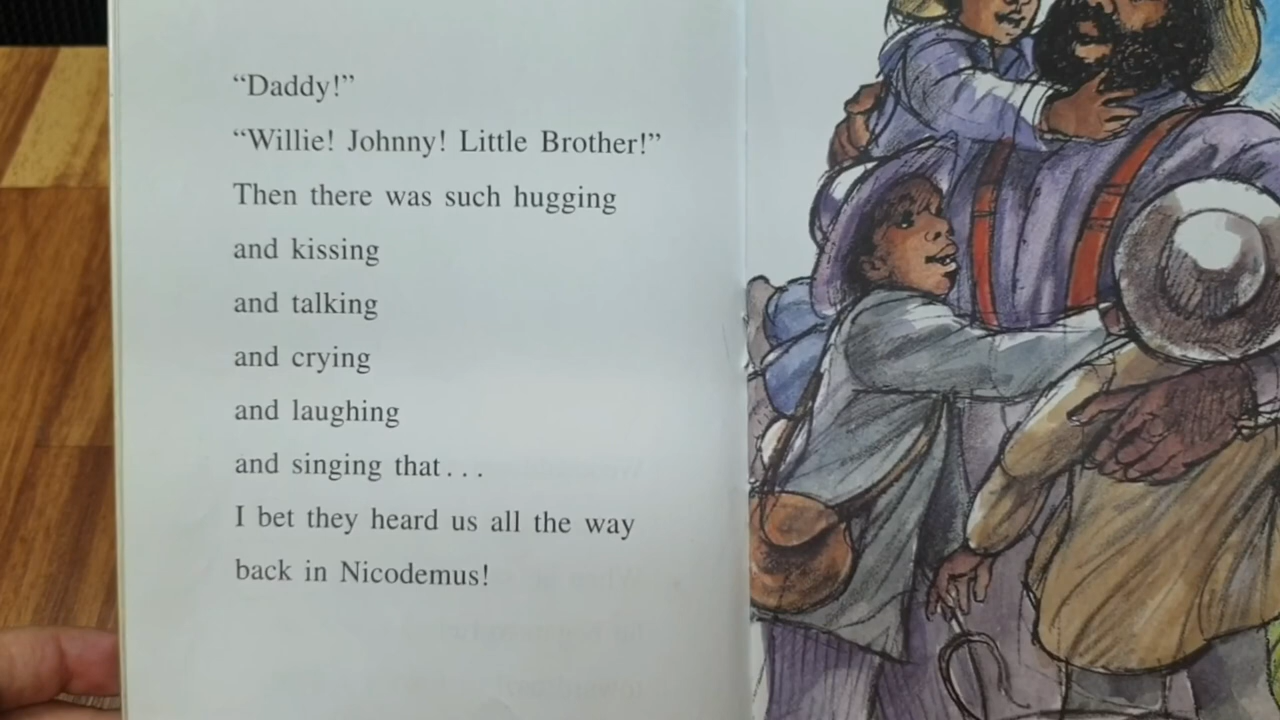 “Daddy!”
“Willie! Johnny! Little Brother!”
Then there was such hugging
and kissing
and talking
and crying
and laughing
and singing that . . .
I bet they heard us all the way
back in Nicodemus!